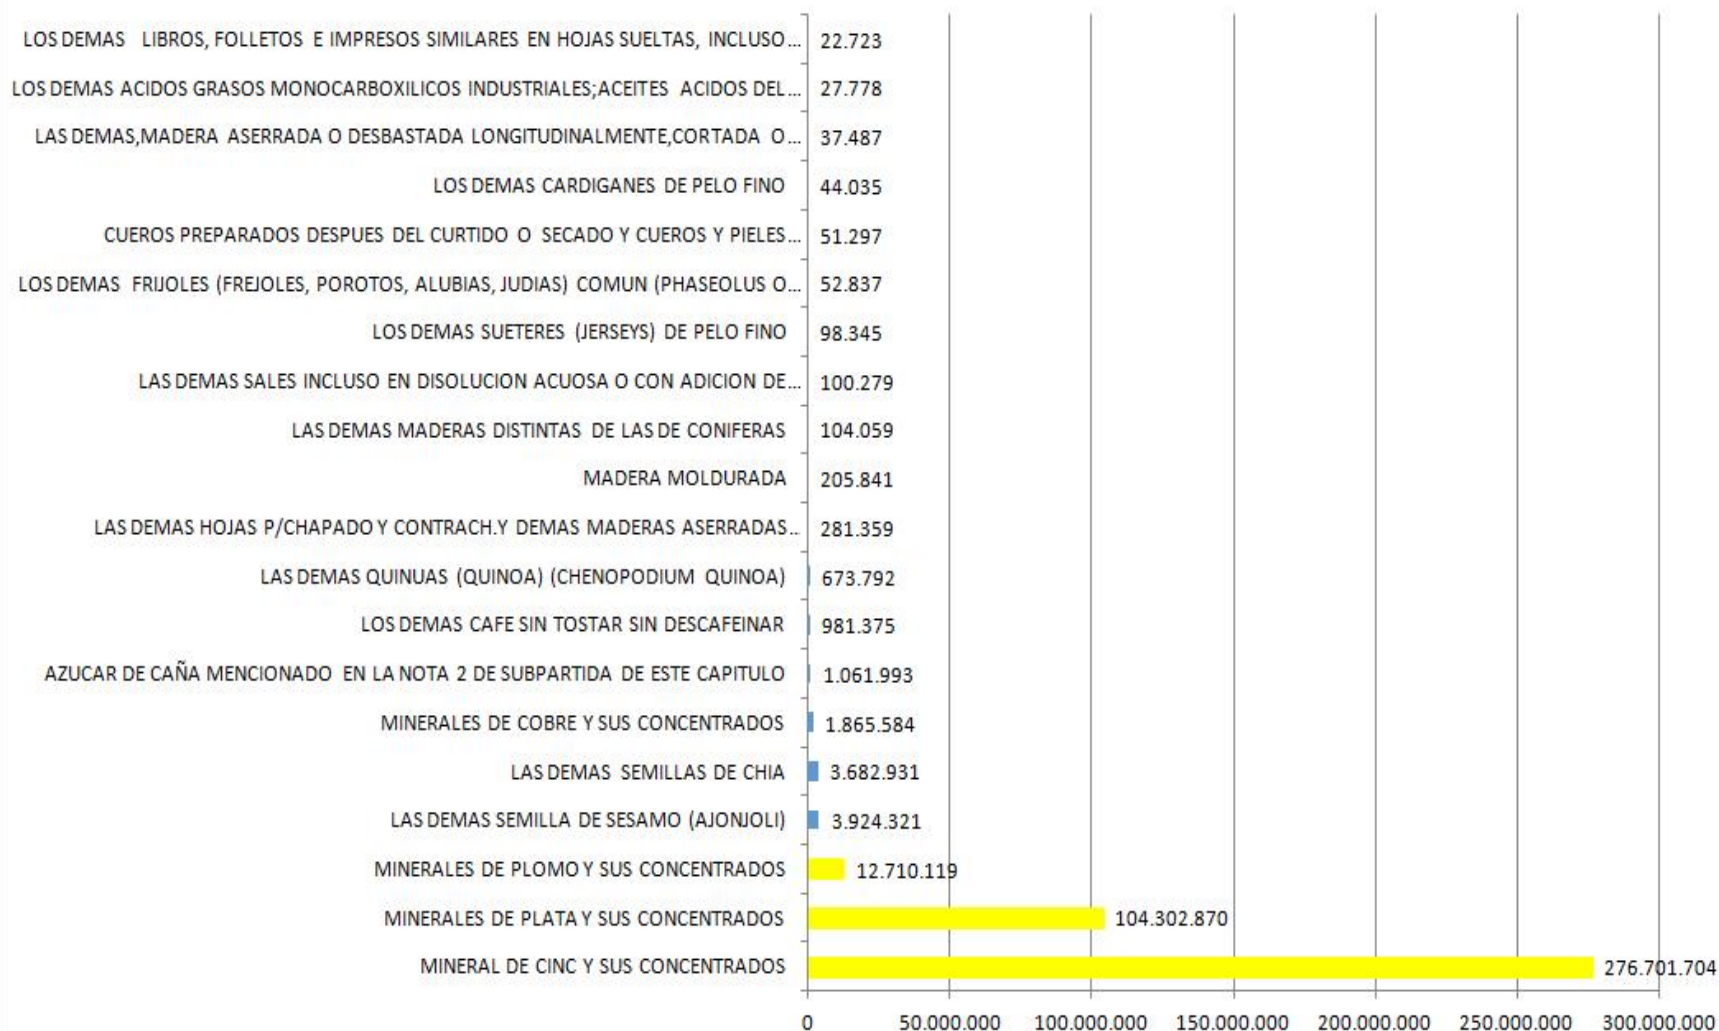 LOS DEMAS LIBROS, FOLLETOS E IMPRESOS SIMILARES EN HOJAS SUELTAS, INCLUSO... 22.723
LOS DEMAS ACIDOS GRASOS MONOCARBOXILICOS INDUSTRIALES;ACEITES ACIDOS DEL... 27.778
LAS DEMAS,MADERA ASERRADA O DESBASTADA LONGITUDINALMENTE,CORTADA O... 37.487
LOS DEMAS CARDIGANES DE PELO FINO 44.035
CUEROS PREPARADOS DESPUES DEL CURTIDO O SECADO Y CUEROS Y PIELES... 51.297
LOS DEMAS FRIJOLES (FREJOLES, POROTOS, ALUBIAS, JUDIAS) COMUN (PHASEOLUS O... 52.837
LOS DEMAS SUETERES (JERSEYS) DE PELO FINO 98.345
LAS DEMAS SALES INCLUSO EN DISOLUCION ACUOSA O CON ADICION DE... 100.279
LAS DEMAS MADERAS DISTINTAS DE LAS DE CONIFERAS 104.059
MADERA MOLDURADA 205.841
LAS DEMAS HOJAS P/CHAPADO Y CONTRACH.Y DEMAS MADERAS ASERRADAS... 281.359
LAS DEMAS QUINUAS (QUINOA) (CHENOPODIUM QUINOA) 673.792
LOS DEMAS CAFE SIN TOSTAR SIN DESCAFEINAR 981.375
AZUCAR DE CAÑA MENCIONADO EN LA NOTA 2 DE SUBPARTIDA DE ESTE CAPITULO 1.061.993
MINERALES DE COBRE Y SUS CONCENTRADOS 1.865.584
LAS DEMAS SEMILLAS DE CHIA 3.682.931
LAS DEMAS SEMILLA DE SESAMO (AJONJOLI) 3.924.321
MINERALES DE PLOMO Y SUS CONCENTRADOS 12.710.119
MINERALES DE PLATA Y SUS CONCENTRADOS 104.302.870
MINERAL DE CINC Y SUS CONCENTRADOS 276.701.704
0 50.000.000 100.000.000 150.000.000 200.000.000 250.000.000 300.000.000